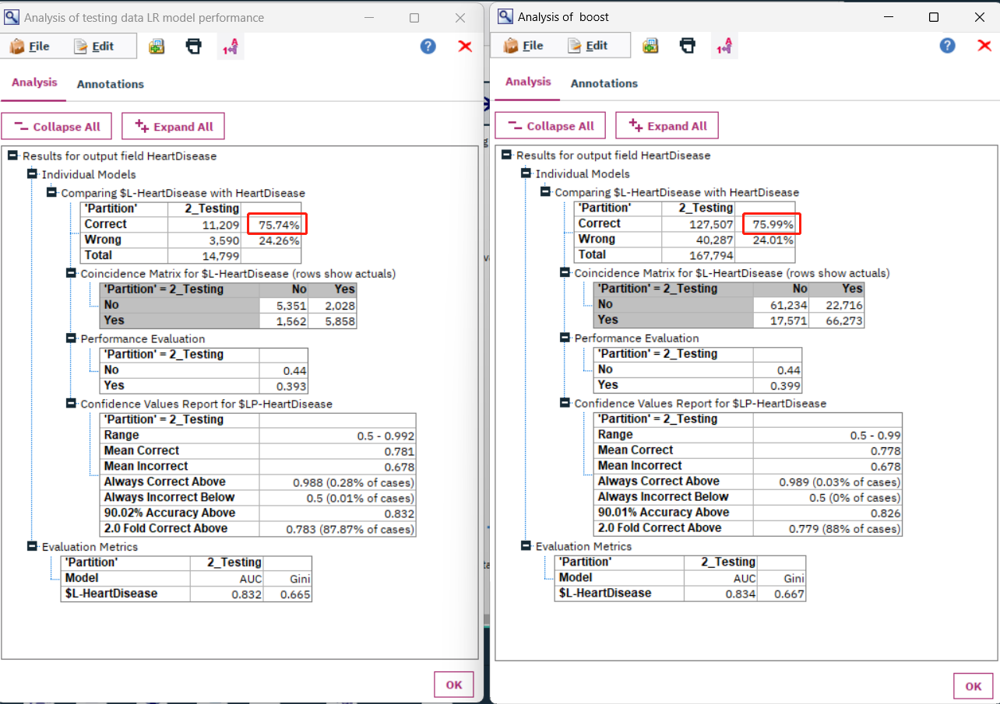 Analysis of testing data LR model performance
File Edit
Analysis Annotations
Collapse All Expand All
Results for output field HeartDisease
Individual Models
Comparing $L-HeartDisease with HeartDisease
'Partition' 2_Testing
Correct 11,209 75.74%
Wrong 3,590 24.26%
Total 14,799
Coincidence Matrix for $L-HeartDisease (rows show actuals)
'Partition' = 2_Testing No Yes
No 5,351 2,028
Yes 1,562 5,858
Performance Evaluation
'Partition' = 2_Testing
No 0.44
Yes 0.393
Confidence Values Report for $LP-HeartDisease
'Partition' = 2_Testing
Range 0.5 - 0.992
Mean Correct 0.781
Mean Incorrect 0.678
Always Correct Above 0.988 (0.28% of cases)
Always Incorrect Below 0.5 (0.01% of cases)
90.02% Accuracy Above 0.832
2.0 Fold Correct Above 0.783 (87.87% of cases)
Evaluation Metrics
'Partition' 2_Testing
Model AUC Gini
$L-HeartDisease 0.832 0.665
OK
Analysis of boost
File Edit
Analysis Annotations
Collapse All Expand All
Results for output field HeartDisease
Individual Models
Comparing $L-HeartDisease with HeartDisease
'Partition' 2_Testing
Correct 127,507 75.99%
Wrong 40,287 24.01%
Total 167,794
Coincidence Matrix for $L-HeartDisease (rows show actuals)
'Partition' = 2_Testing No Yes
No 61,234 22,716
Yes 17,571 66,273
Performance Evaluation
'Partition' = 2_Testing
No 0.44
Yes 0.399
Confidence Values Report for $LP-HeartDisease
'Partition' = 2_Testing
Range 0.5 - 0.99
Mean Correct 0.778
Mean Incorrect 0.678
Always Correct Above 0.989 (0.03% of cases)
Always Incorrect Below 0.5 (0% of cases)
90.01% Accuracy Above 0.826
2.0 Fold Correct Above 0.779 (88% of cases)
Evaluation Metrics
'Partition' 2_Testing
Model AUC Gini
$L-HeartDisease 0.834 0.667
OK